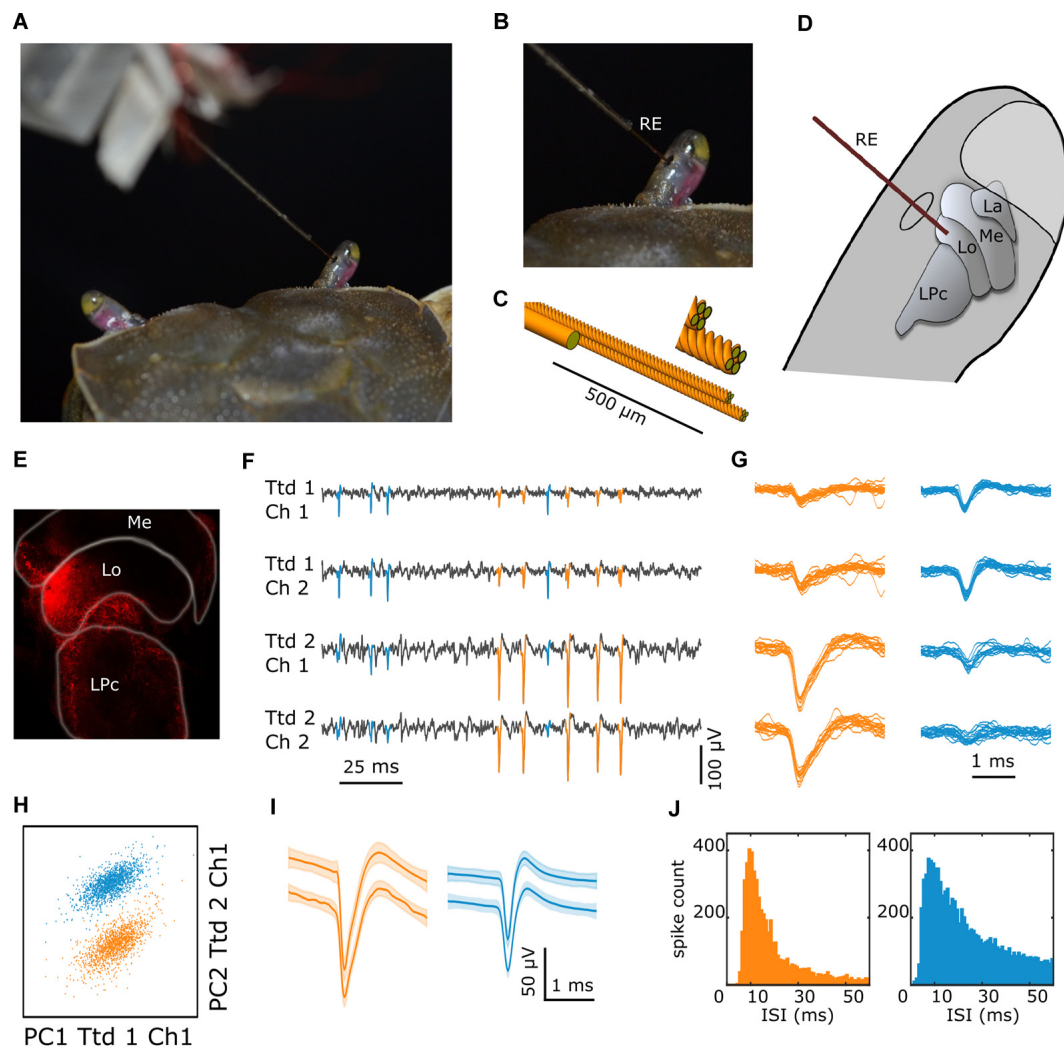 A
B
RE
C
500 μm
D
RE
La
Me
Lo
LPc
E
Me
Lo
LPc
F
Ttd 1
Ch 1
Ttd 1
Ch 2
Ttd 2
Ch 1
Ttd 2
Ch 2
25 ms
100 μV
G
1 ms
H
PC2 Ttd 2 Ch1
PC1 Ttd 1 Ch1
I
50 μV
1 ms
J
spike count
400
200
0 10 30 50
ISI (ms)
400
200
0 10 30 50
ISI (ms)